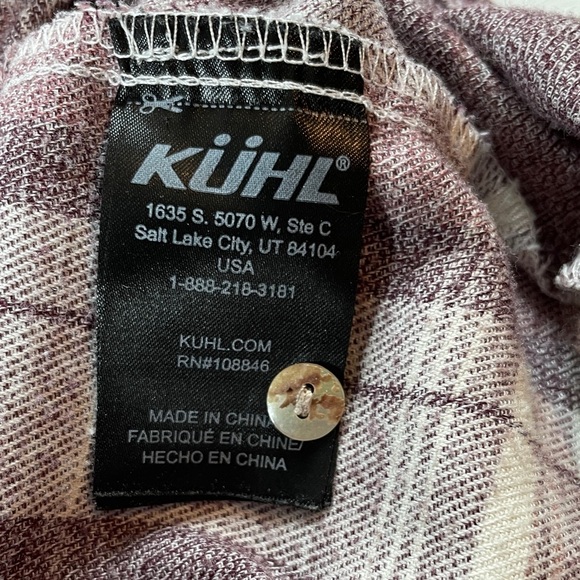 KÜHL®
1635 S. 5070 W, Ste C
Salt Lake City, UT 84104
USA
1-888-218-3181
KUHL.COM
RN#108846
MADE IN CHINA/
FABRIQUÉ EN CHINE/
HECHO EN CHINA